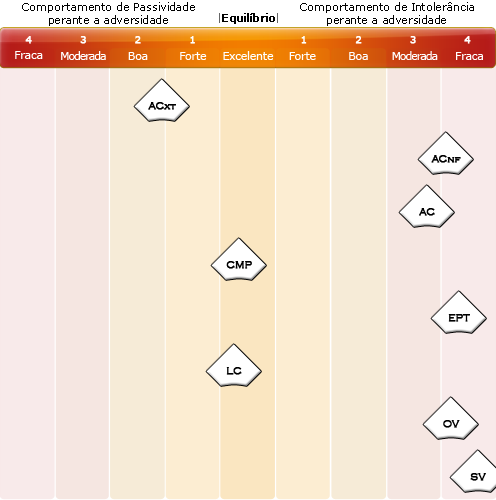 Comportamento de Passividade
perante a adversidade
|Equilíbrio|
Comportamento de Intolerância
perante a adversidade
4 3 2 1 1 2 3 4
Fraca Moderada Boa Forte Excelente Forte Boa Moderada Fraca
ACXT
ACNF
AC
CMP
EPT
LC
OV
SV